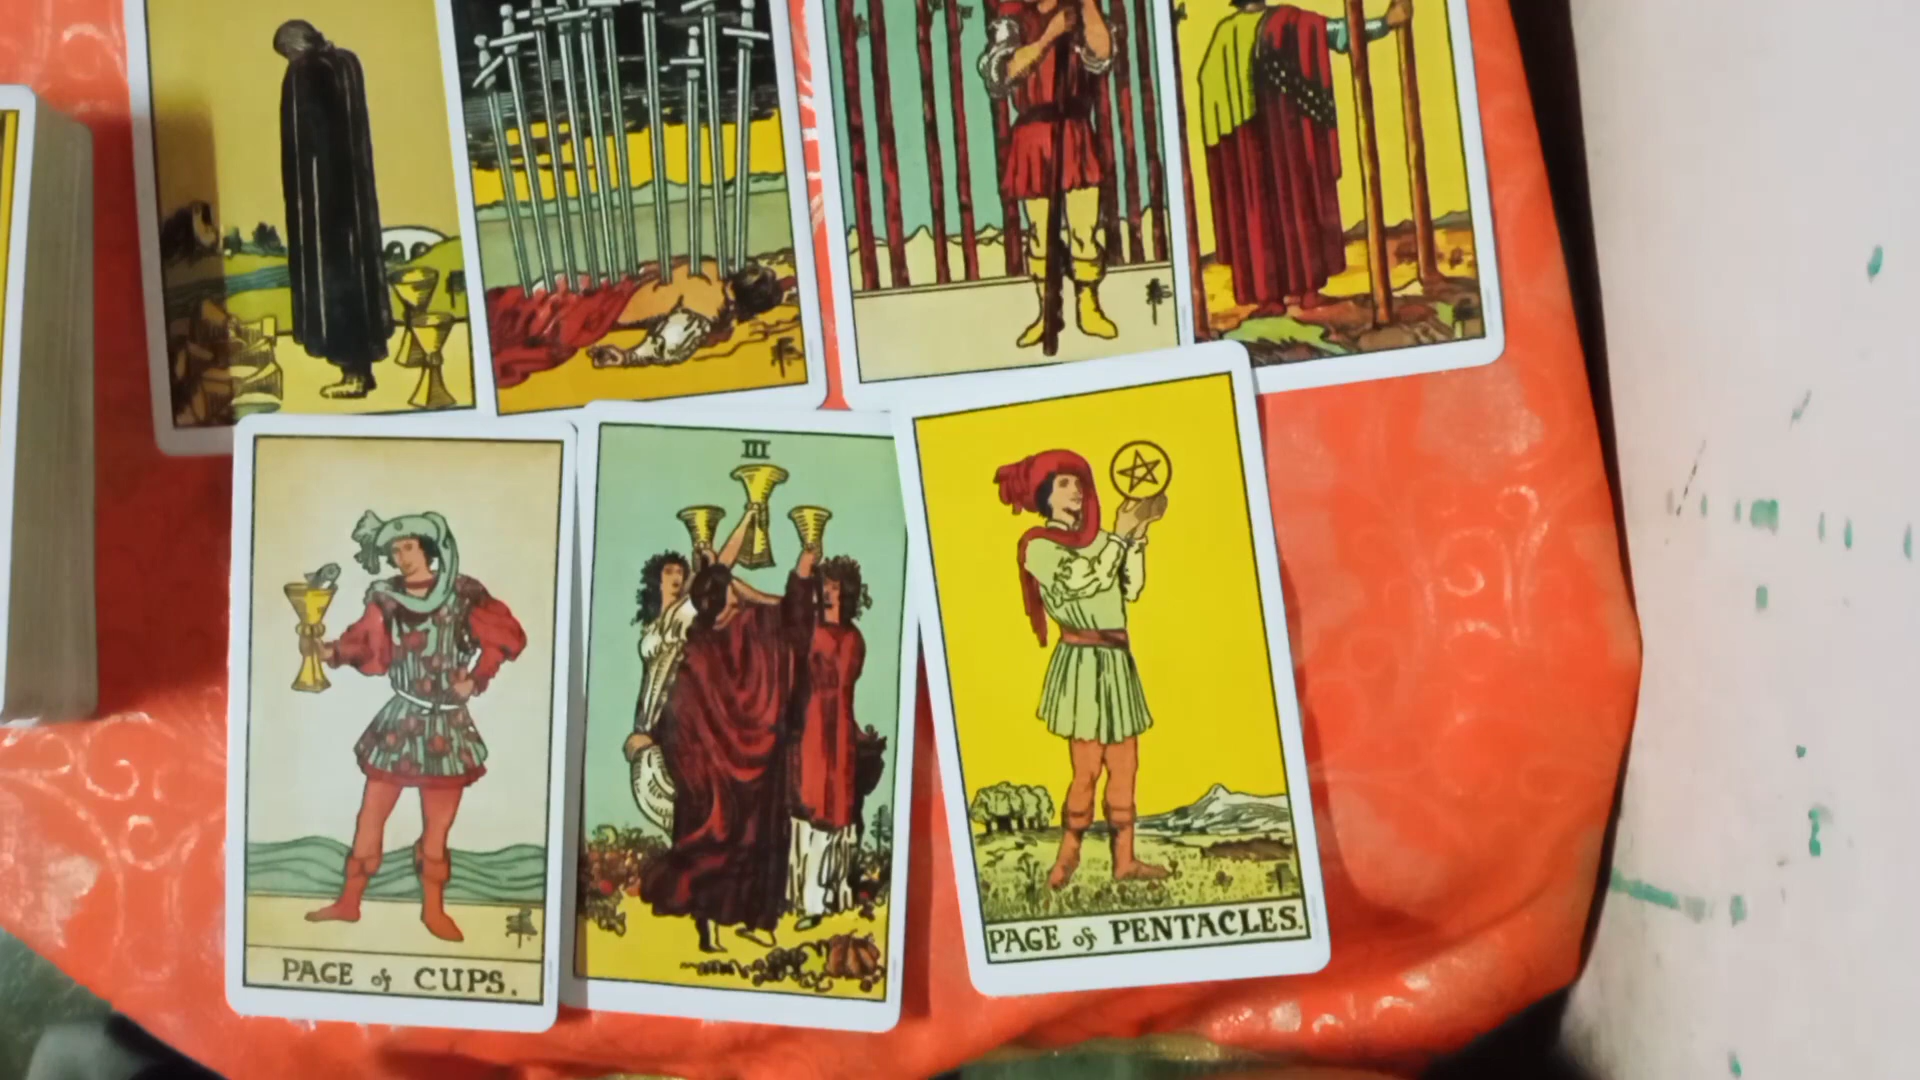 III
PAGE of CUPS.
PAGE of PENTACLES.